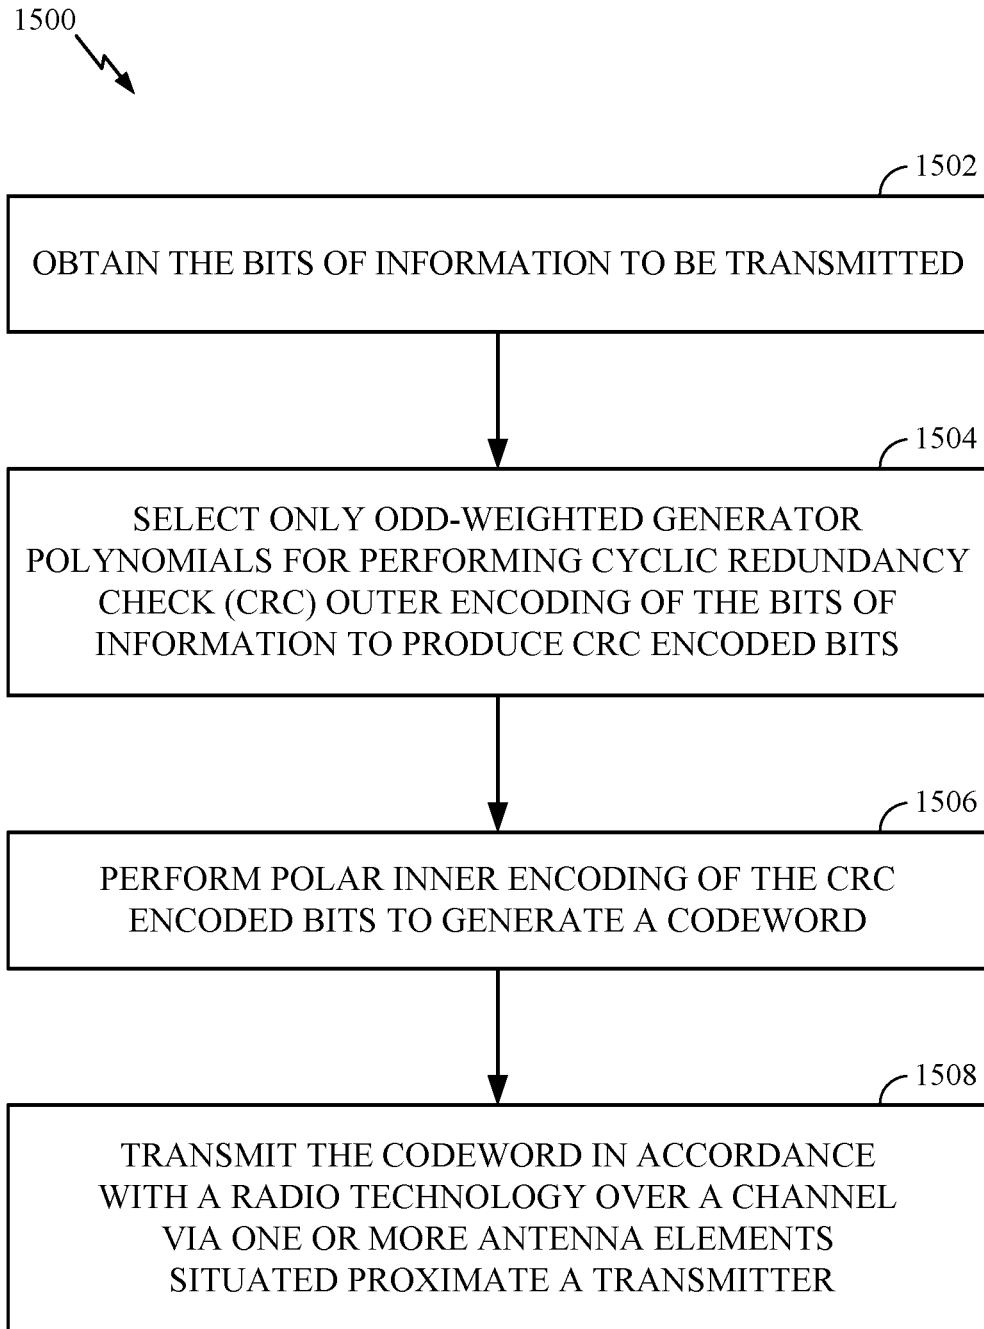 1500
1502
OBTAIN THE BITS OF INFORMATION TO BE TRANSMITTED
1504
SELECT ONLY ODD-WEIGHTED GENERATOR
POLYNOMIALS FOR PERFORMING CYCLIC REDUNDANCY
CHECK (CRC) OUTER ENCODING OF THE BITS OF
INFORMATION TO PRODUCE CRC ENCODED BITS
1506
PERFORM POLAR INNER ENCODING OF THE CRC
ENCODED BITS TO GENERATE A CODEWORD
1508
TRANSMIT THE CODEWORD IN ACCORDANCE
WITH A RADIO TECHNOLOGY OVER A CHANNEL
VIA ONE OR MORE ANTENNA ELEMENTS
SITUATED PROXIMATE A TRANSMITTER